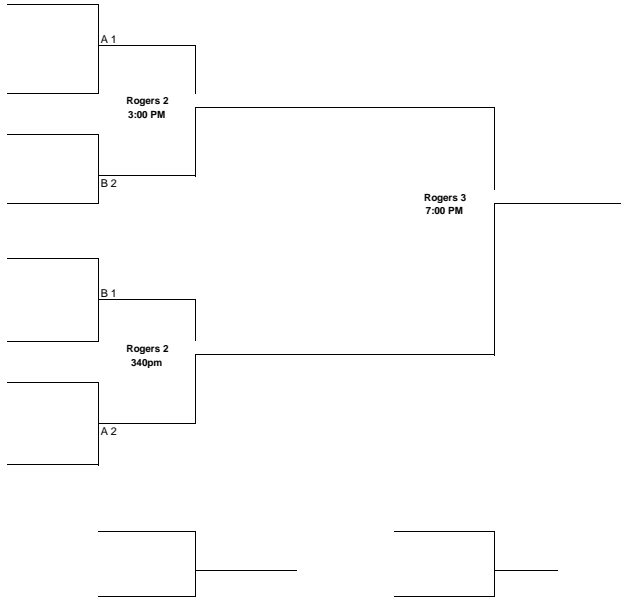 A 1
Rogers 2
3:00 PM
B 2
Rogers 3
7:00 PM
B 1
Rogers 2
340pm
A 2